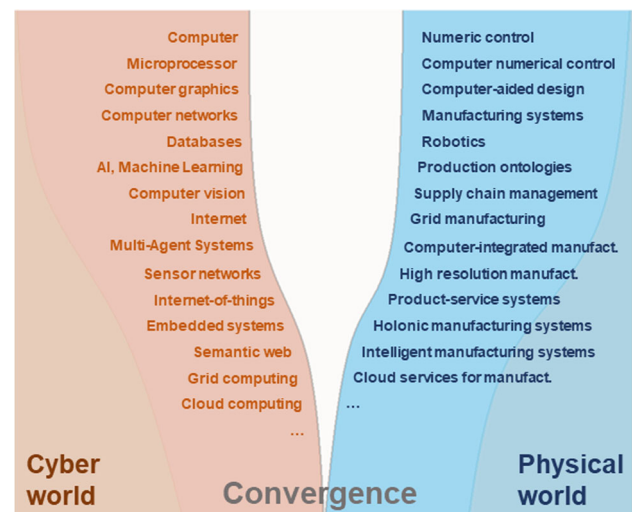 Computer
Microprocessor
Computer graphics
Computer networks
Databases
AI, Machine Learning
Computer vision
Internet
Multi-Agent Systems
Sensor networks
Internet-of-things
Embedded systems
Semantic web
Grid computing
Cloud computing
...
Numeric control
Computer numerical control
Computer-aided design
Manufacturing systems
Robotics
Production ontologies
Supply chain management
Grid manufacturing
Computer-integrated manufact.
High resolution manufact.
Product-service systems
Holonic manufacturing systems
Intelligent manufacturing systems
Cloud services for manufact.
...
Cyber
world
Convergence
Physical
world